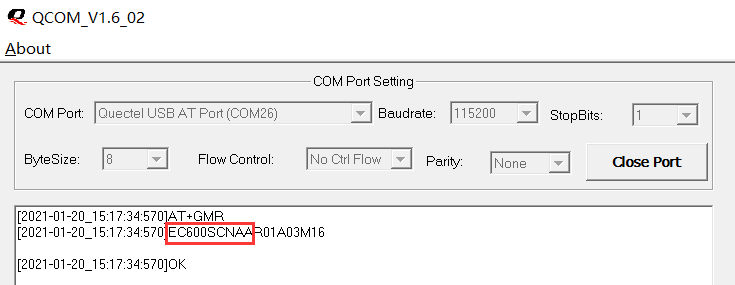 QCOM_V1.6_02
About
COM Port Setting
COM Port: Quectel USB AT Port (COM26) Baudrate: 115200 StopBits: 1
ByteSize: 8 Flow Control: No Ctrl Flow Parity: None Close Port
[2021-01-20_15:17:34:570]AT+GMR
[2021-01-20_15:17:34:570]EC600SCNAAR01A03M16
[2021-01-20_15:17:34:570]OK